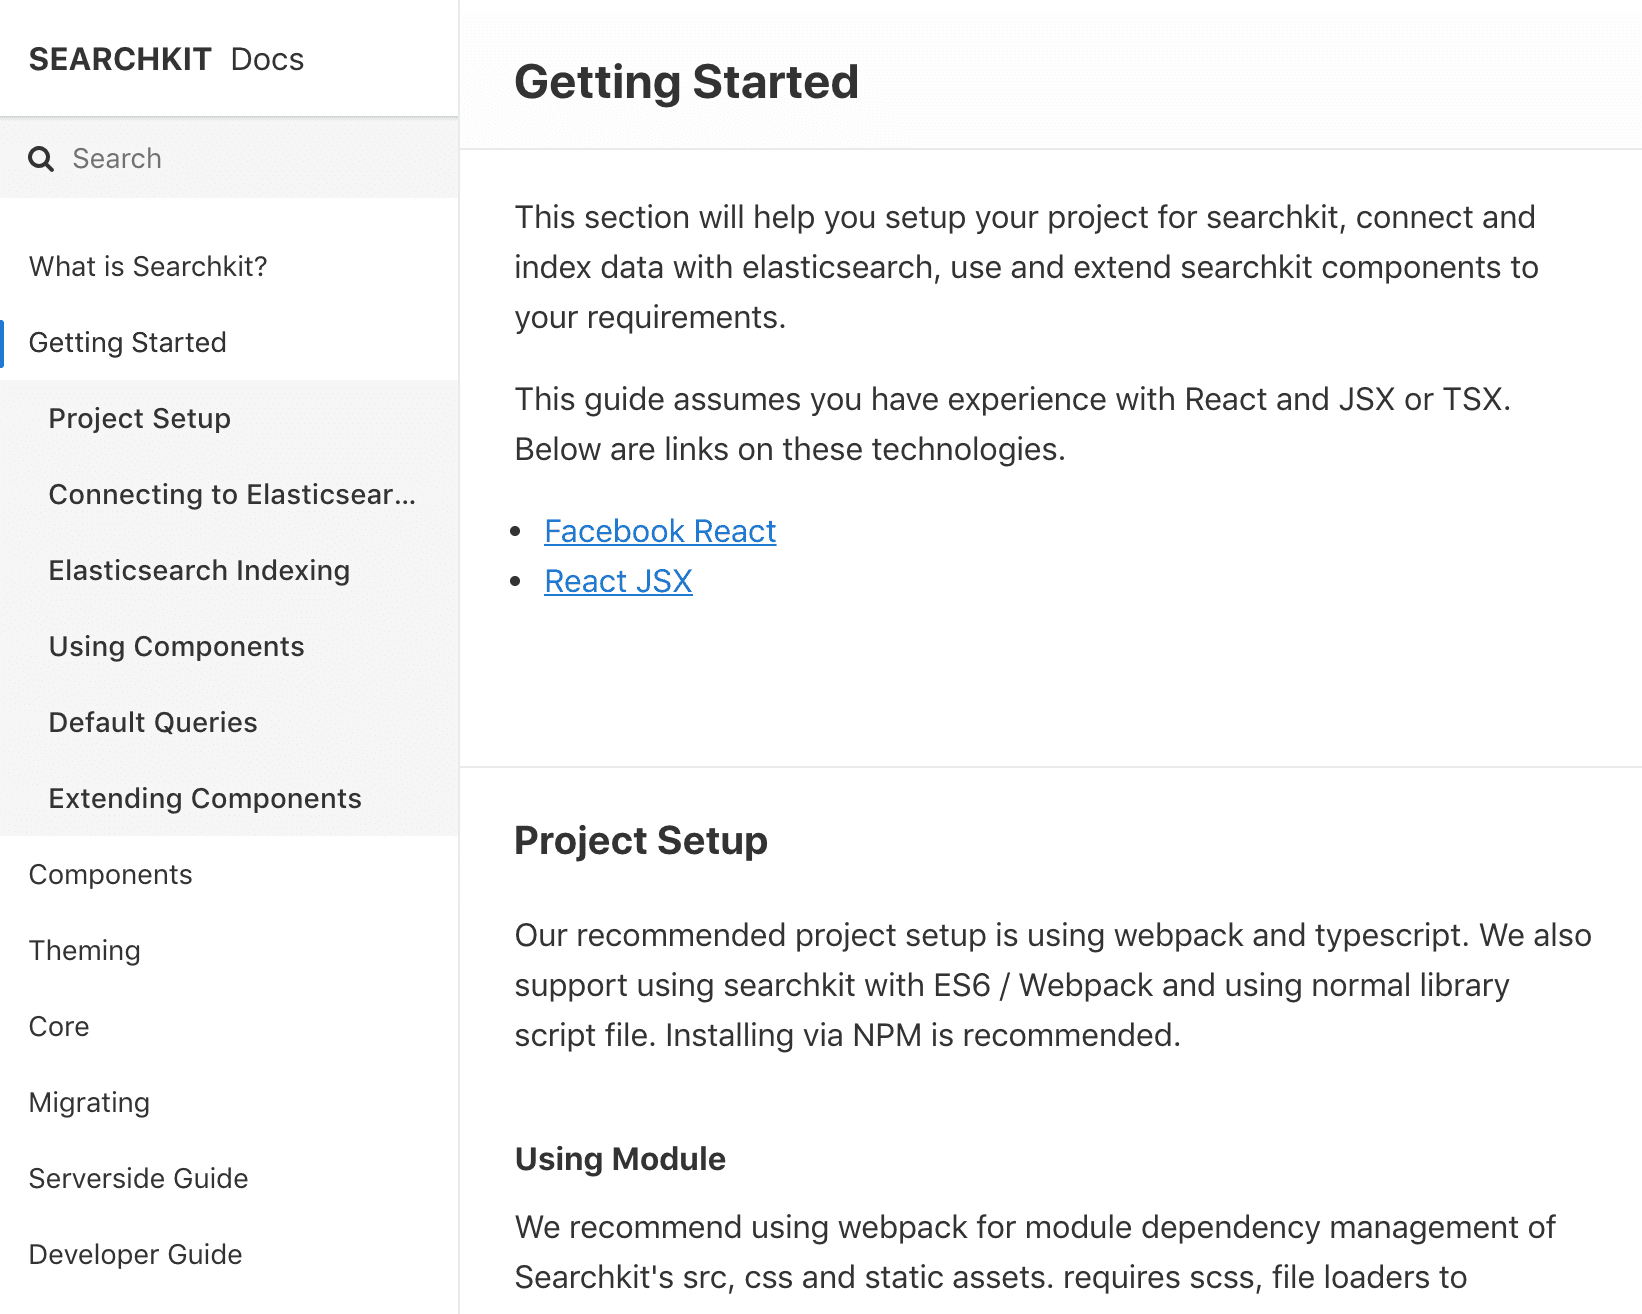 SEARCHKIT Docs
Search
What is Searchkit?
Getting Started
Project Setup
Connecting to Elasticsear...
Elasticsearch Indexing
Using Components
Default Queries
Extending Components
Components
Theming
Core
Migrating
Serverside Guide
Developer Guide
Getting Started
This section will help you setup your project for searchkit, connect and
index data with elasticsearch, use and extend searchkit components to
your requirements.
This guide assumes you have experience with React and JSX or TSX.
Below are links on these technologies.
• Facebook React
• React JSX
Project Setup
Our recommended project setup is using webpack and typescript. We also
support using searchkit with ES6 / Webpack and using normal library
script file. Installing via NPM is recommended.
Using Module
We recommend using webpack for module dependency management of
Searchkit's src, css and static assets. requires scss, file loaders to